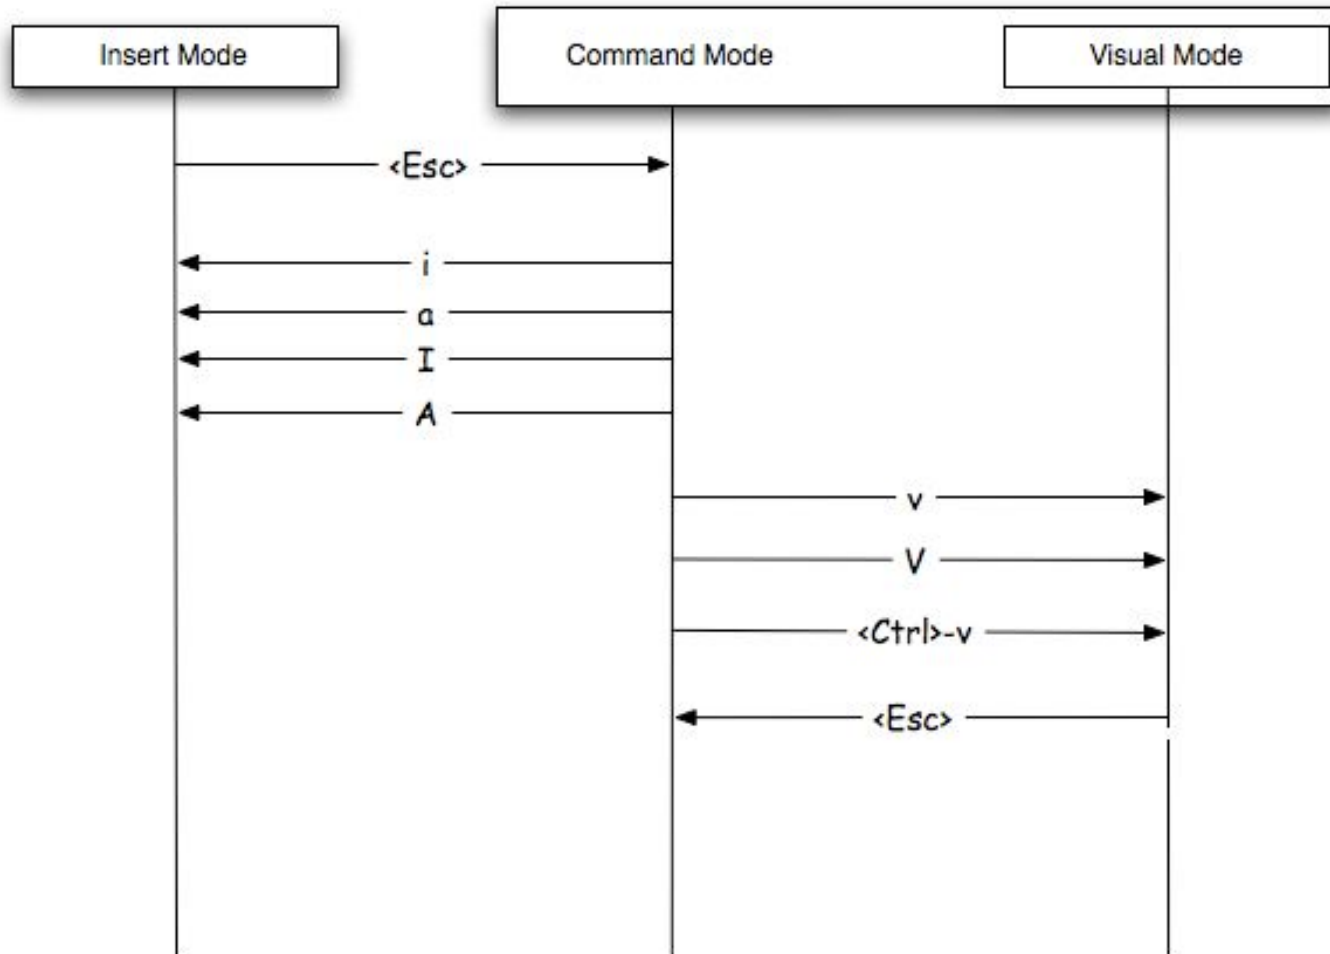 Insert Mode
Command Mode
Visual Mode
<Esc>
i
a
I
A
v
V
<Ctrl>-v
<Esc>